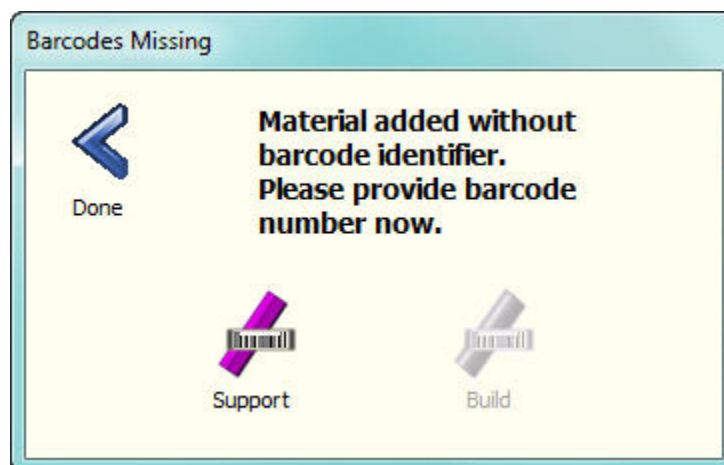 Barcodes Missing
Material added without
barcode identifier.
Please provide barcode
number now.
Done
Support
Build